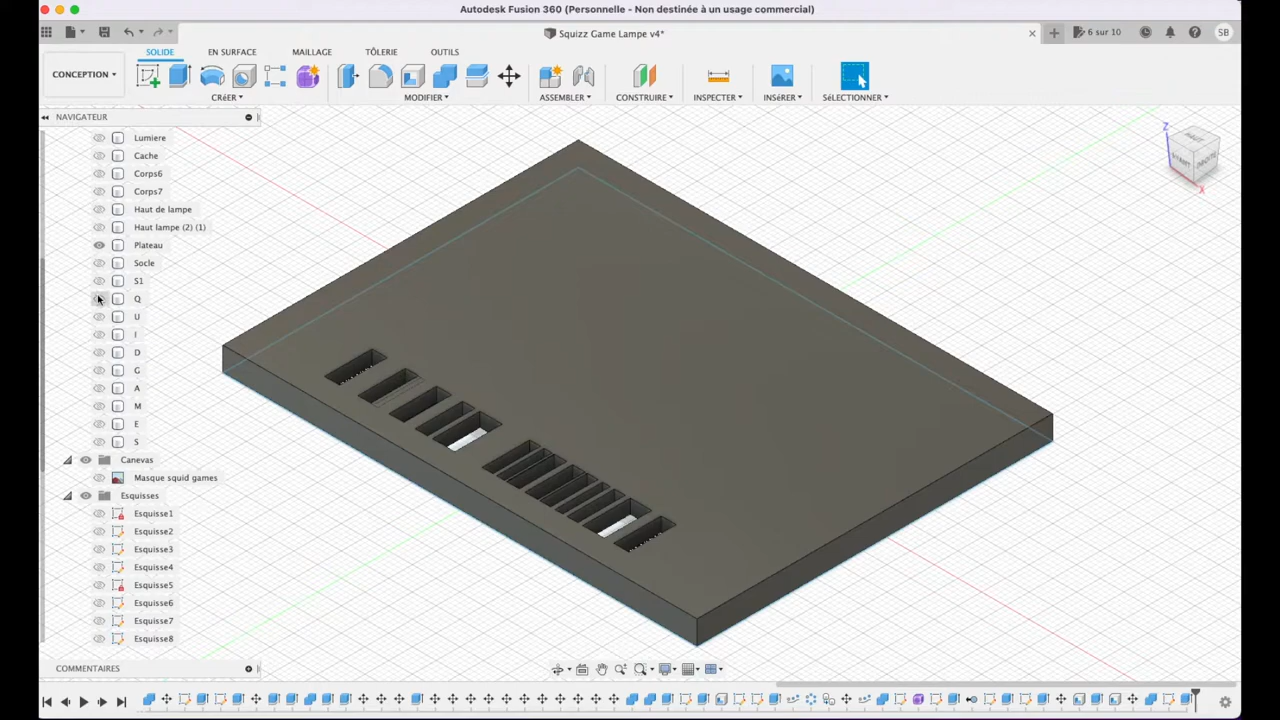 Autodesk Fusion 360 (Personnelle - Non destinée à un usage commercial)
Squizz Game Lampe v4*
6 sur 10
SB
CONCEPTION
SOLIDE
EN SURFACE
MAILLAGE
TÔLERIE
OUTILS
CRÉER
MODIFIER
ASSEMBLER
CONSTRUIRE
INSPECTER
INSÉRER
SÉLECTIONNER
NAVIGATEUR
Lumiere
Cache
Corps6
Corps7
Haut de lampe
Haut lampe (2) (1)
Plateau
Socle
S1
Q
U
I
D
G
A
M
E
S
Canevas
Masque squid games
Esquisses
Esquisse1
Esquisse2
Esquisse3
Esquisse4
Esquisse5
Esquisse6
Esquisse7
Esquisse8
Z
HAUT
DROITE
X
COMMENTAIRES